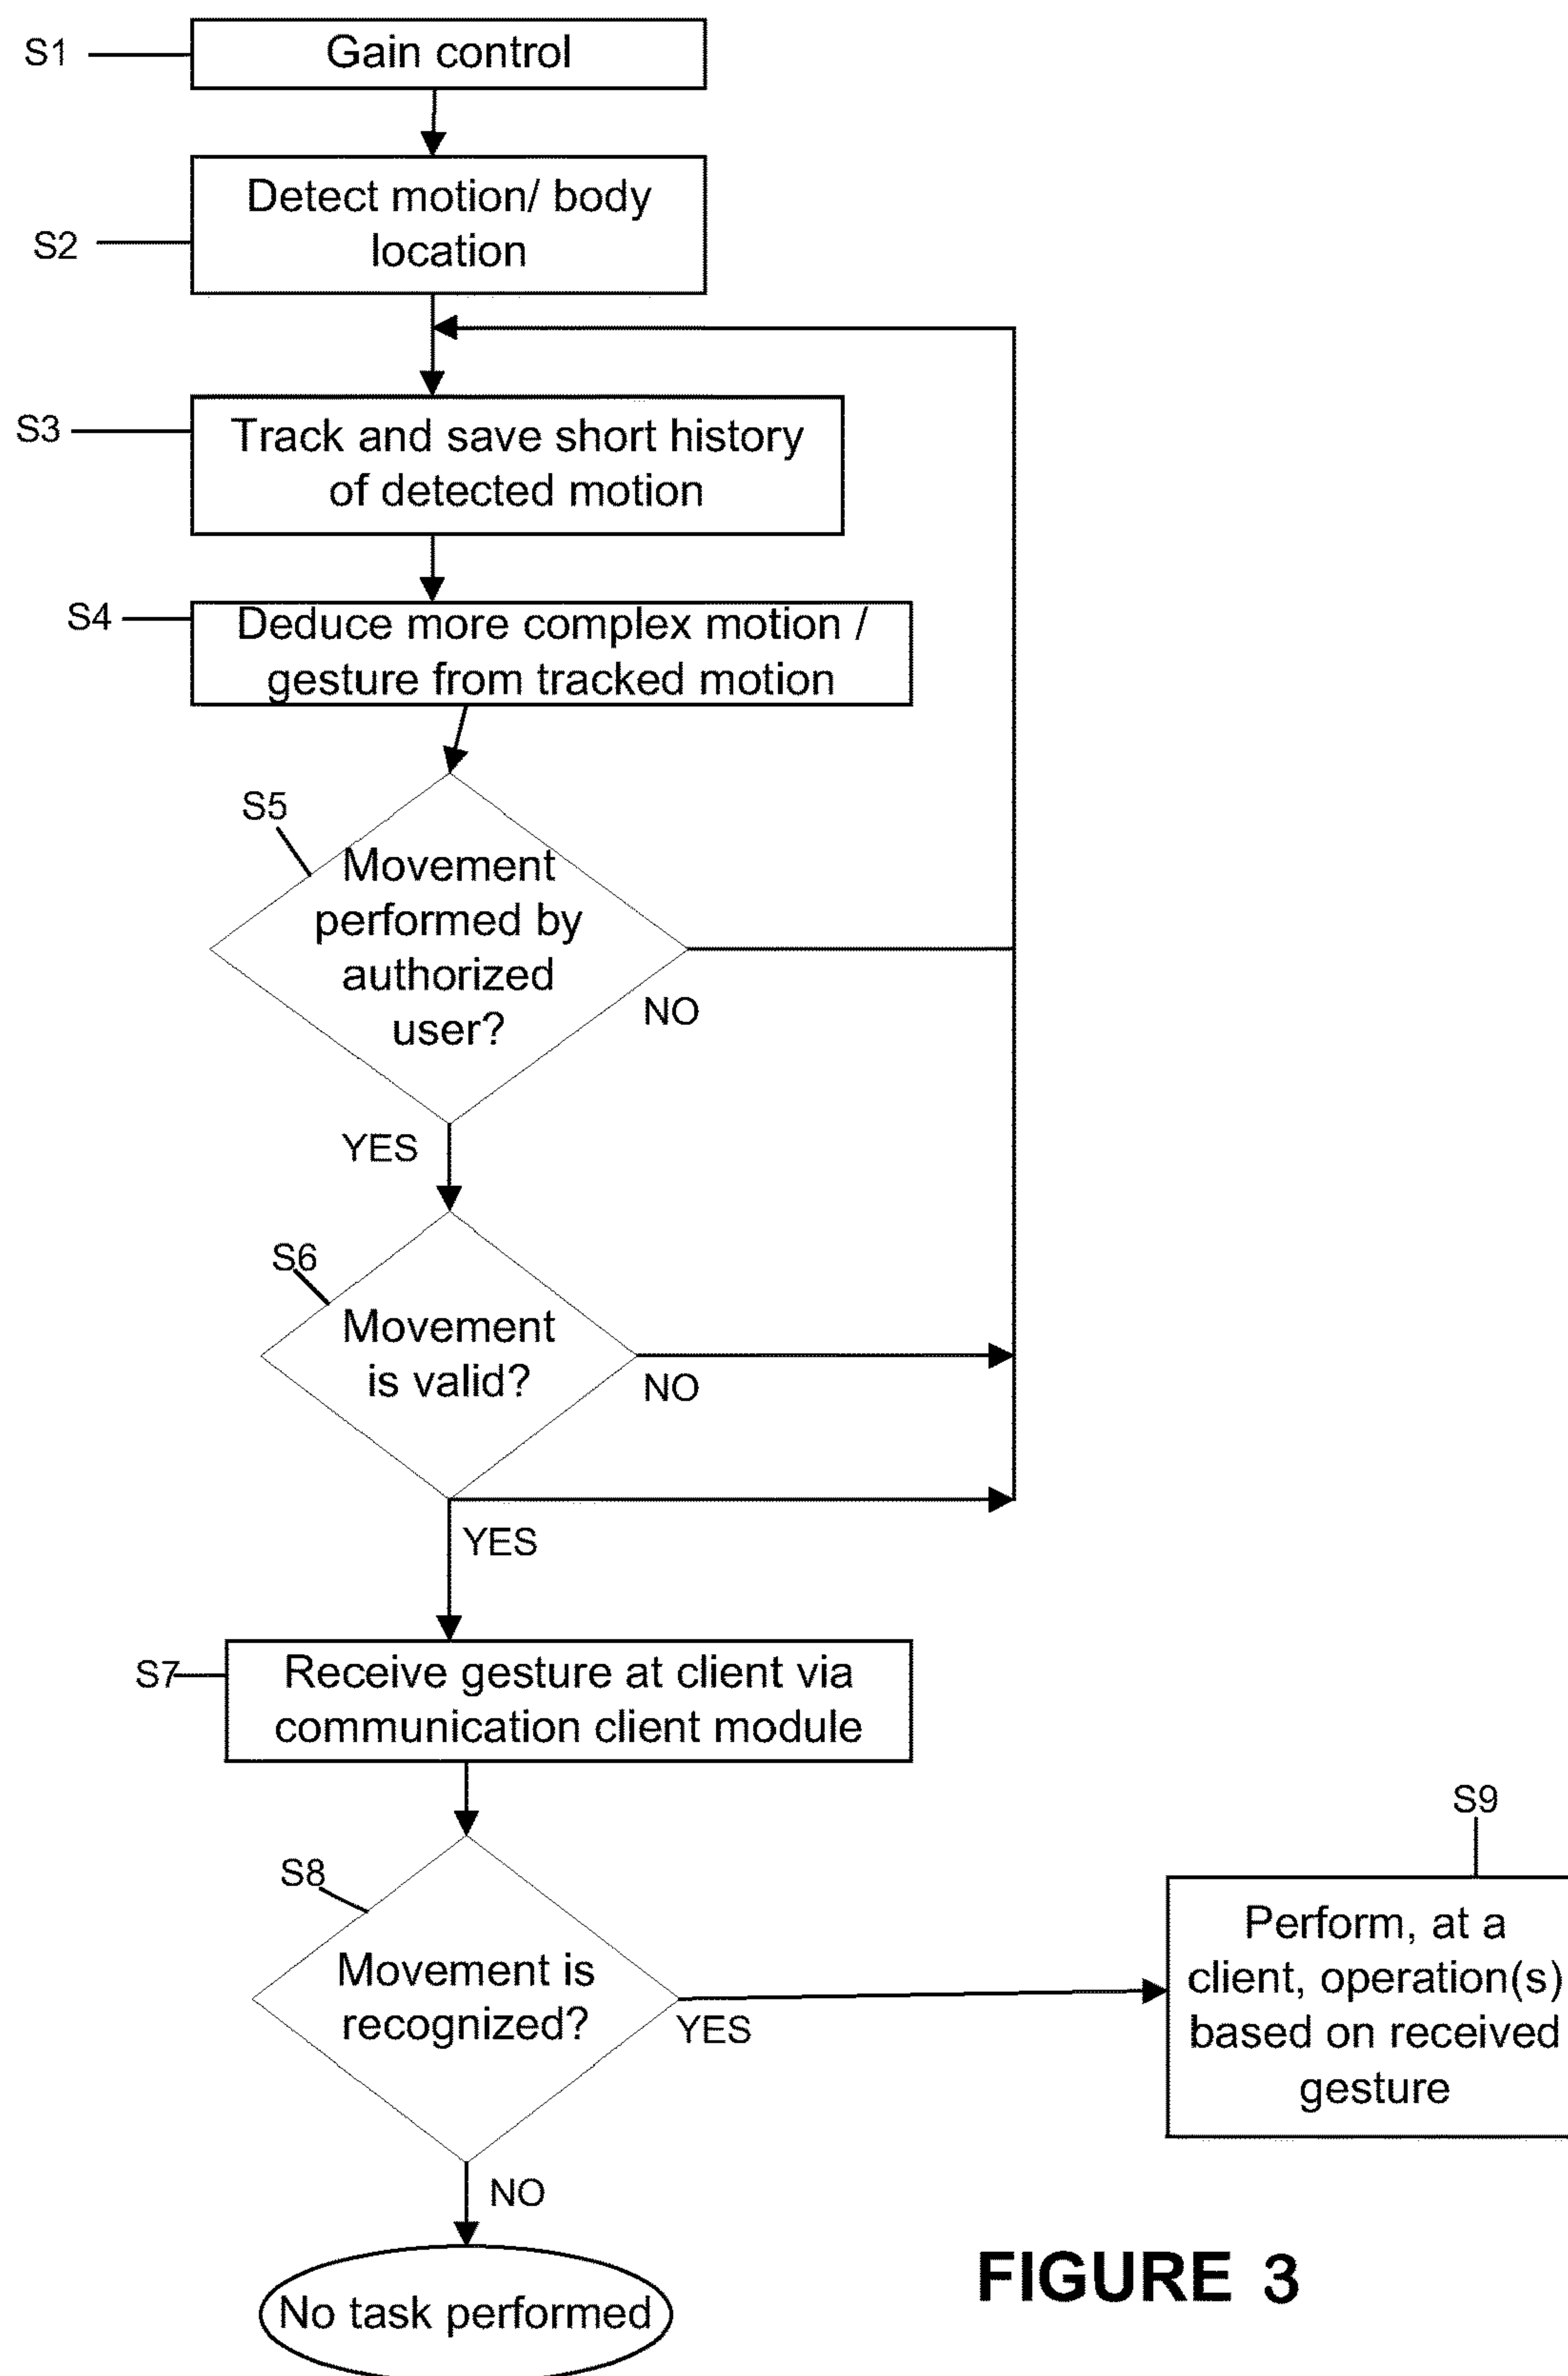 S1
Gain control
S2
Detect motion/ body
location
S3
Track and save short history
of detected motion
S4
Deduce more complex motion /
gesture from tracked motion
S5
Movement
performed by
authorized
user?
NO
YES
S6
Movement
is valid?
NO
YES
S7
Receive gesture at client via
communication client module
S8
Movement is
recognized?
YES
S9
Perform, at a
client, operation(s)
based on received
gesture
NO
No task performed
FIGURE 3